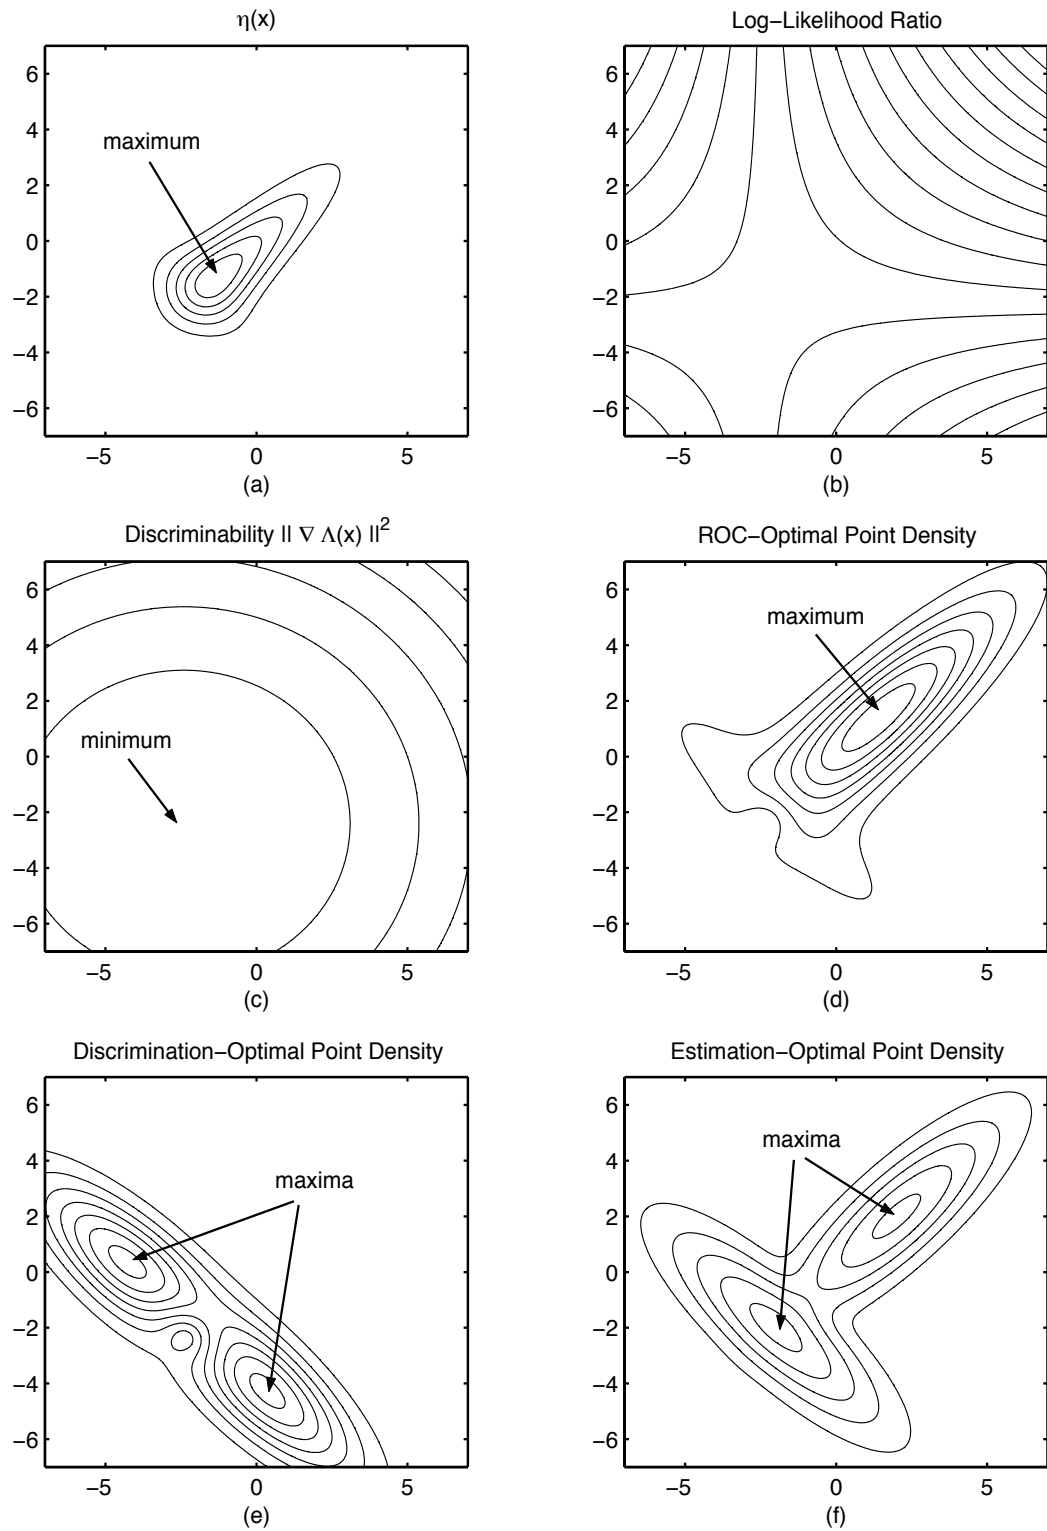 η(x)
6
4
2
0
−2
−4
−6
maximum
−5 0 5
(a)
Log−Likelihood Ratio
6
4
2
0
−2
−4
−6
−5 0 5
(b)
Discriminability || ∇ Λ(x) ||²
6
4
2
0
−2
−4
−6
minimum
−5 0 5
(c)
ROC−Optimal Point Density
6
4
2
0
−2
−4
−6
maximum
−5 0 5
(d)
Discrimination−Optimal Point Density
6
4
2
0
−2
−4
−6
maxima
−5 0 5
(e)
Estimation−Optimal Point Density
6
4
2
0
−2
−4
−6
maxima
−5 0 5
(f)